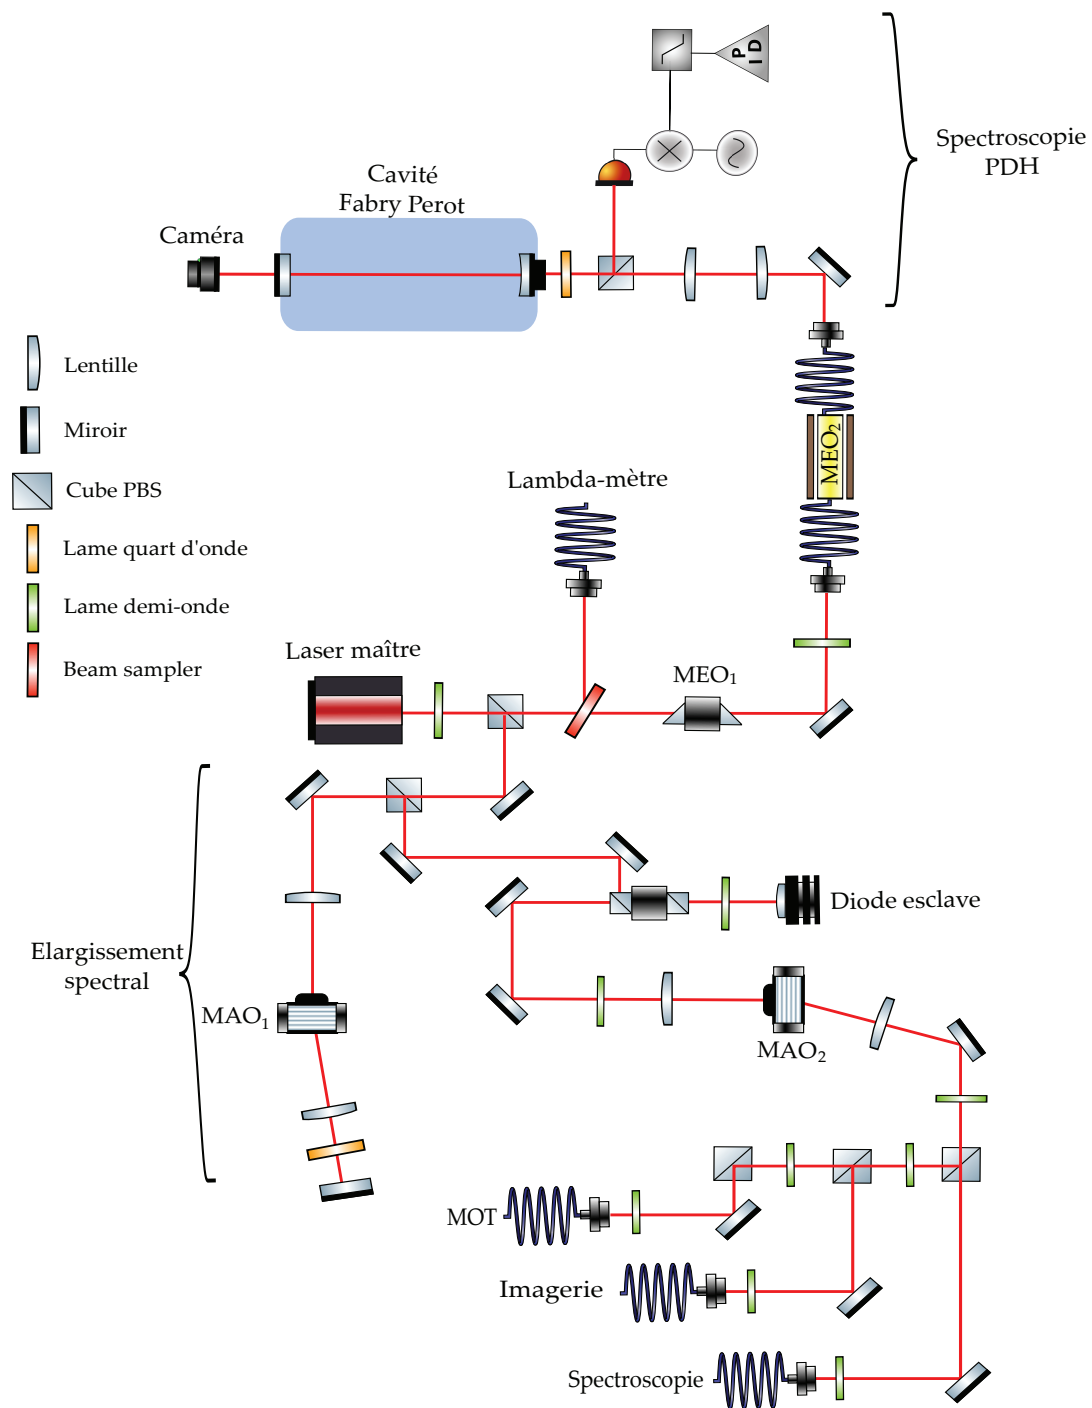 P I D
Spectroscopie
PDH
Cavité
Fabry Perot
Caméra
Lentille
Miroir
Cube PBS
Lame quart d'onde
Lame demi-onde
Beam sampler
MEO₂
Lambda-mètre
Laser maître
MEO₁
Diode esclave
Elargissement
spectral
MAO₁
MAO₂
MOT
Imagerie
Spectroscopie